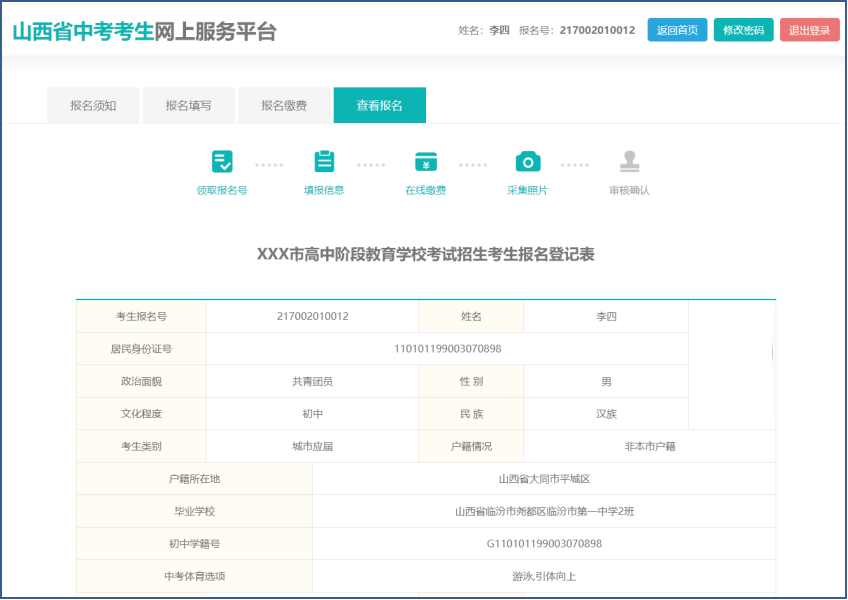 山西省中考考生网上服务平台 姓名: 李四 报名号: 217002010012 返回首页 修改密码 退出登录
报名须知 报名填写 报名缴费 查看报名
领取报名号 填报信息 在线缴费 采集照片 审核确认
XXX市高中阶段教育学校考试招生考生报名登记表
考生报名号 217002010012 姓名 李四
居民身份证号 110101199003070898
政治面貌 共青团员 性 别 男
文化程度 初中 民 族 汉族
考生类别 城市应届 户籍情况 非本市户籍
户籍所在地 山西省大同市平城区
毕业学校 山西省临汾市尧都区临汾市第一中学2班
初中学籍号 G110101199003070898
中考体育选项 游泳,引体向上